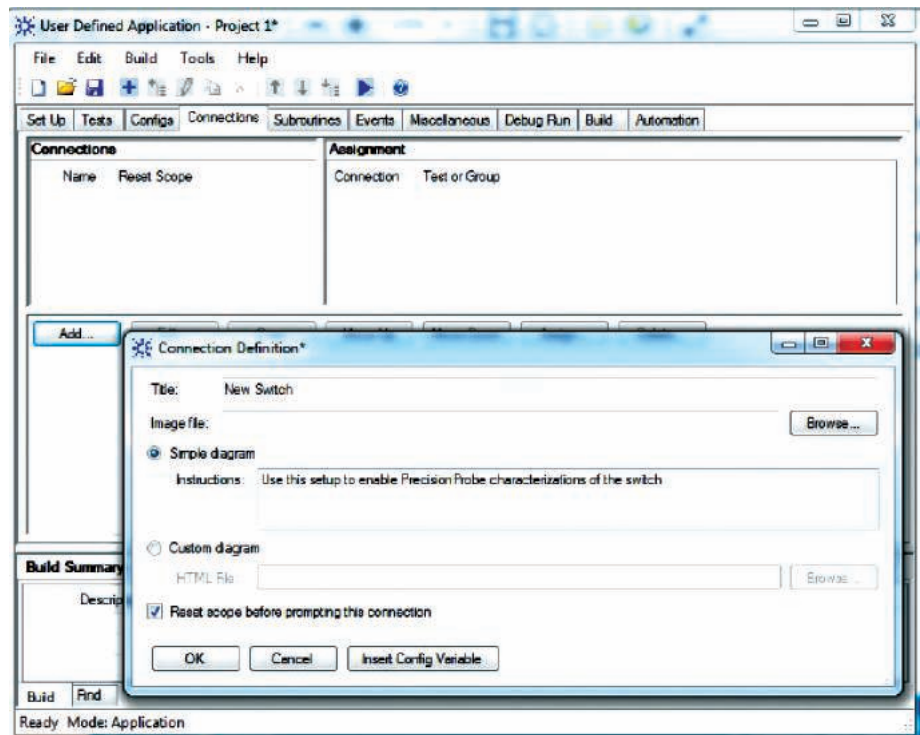 User Defined Application - Project 1*
File Edit Build Tools Help
Set Up Tests Configs Connections Subroutines Events Miscellaneous Debug Run Build Automation
Connections
Name Reset Scope
Assignment
Connection Test or Group
Add...
Connection Definition*
Title: New Switch
Image file: Browse...
Simple diagram
Instructions: Use this setup to enable Precision Probe characterizations of the switch
Custom diagram
HTML File Browse...
Reset scope before prompting this connection
OK Cancel Insert Config Variable
Build Summary
Descrip
Build Find
Ready Mode: Application